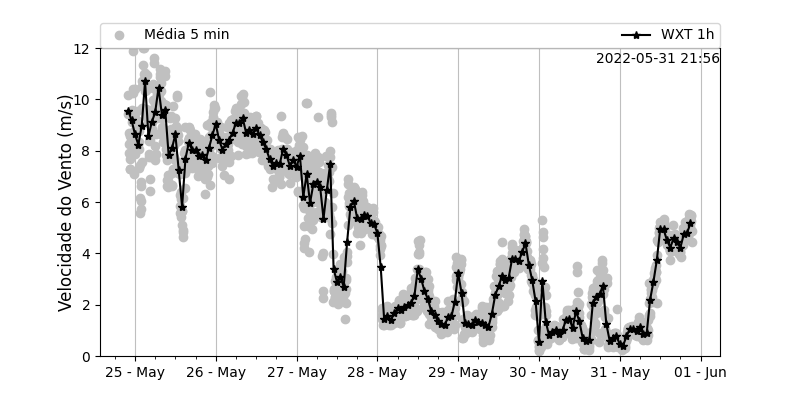 Média 5 min
WXT 1h
2022-05-31 21:56
Velocidade do Vento (m/s)
12
10
8
6
4
2
0
25 - May
26 - May
27 - May
28 - May
29 - May
30 - May
31 - May
01 - Jun